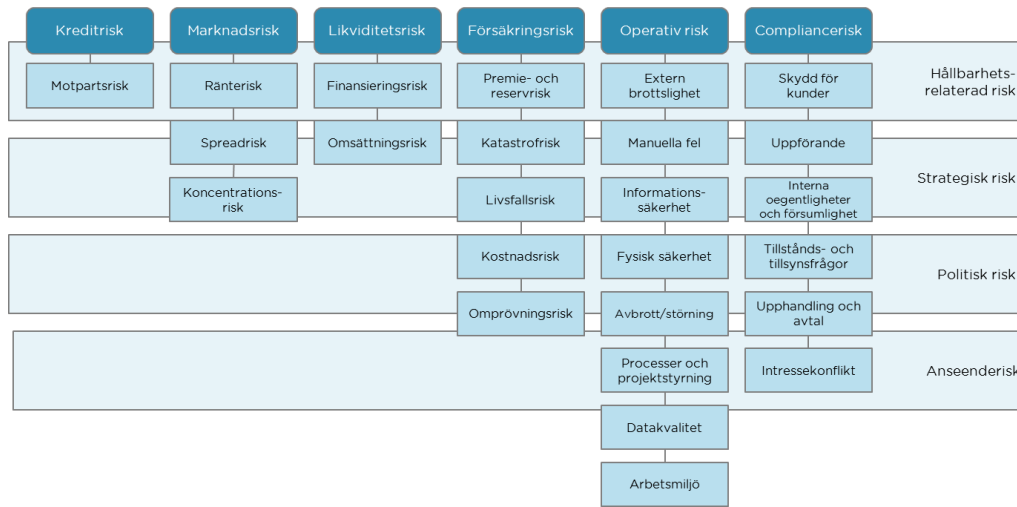 Kreditrisk
Marknadsrisk
Likviditetsrisk
Försäkringsrisk
Operativ risk
Compliancerisk
Motpartsrisk
Ränterisk
Finansieringsrisk
Premie- och
reservrisk
Extern
brottslighet
Skydd för
kunder
Hållbarhets-
relaterad risk
Spreadrisk
Omsättningsrisk
Katastrofrisk
Manuella fel
Uppförande
Koncentrations-
risk
Livsfallsrisk
Informations-
säkerhet
Interna
oegentligheter
och försumlighet
Strategisk risk
Kostnadsrisk
Fysisk säkerhet
Tillstånds- och
tillsynsfrågor
Politisk risk
Omprövningsrisk
Avbrott/störning
Upphandling och
avtal
Processer och
projektstyrning
Intressekonflikt
Anseenderisk
Datakvalitet
Arbetsmiljö